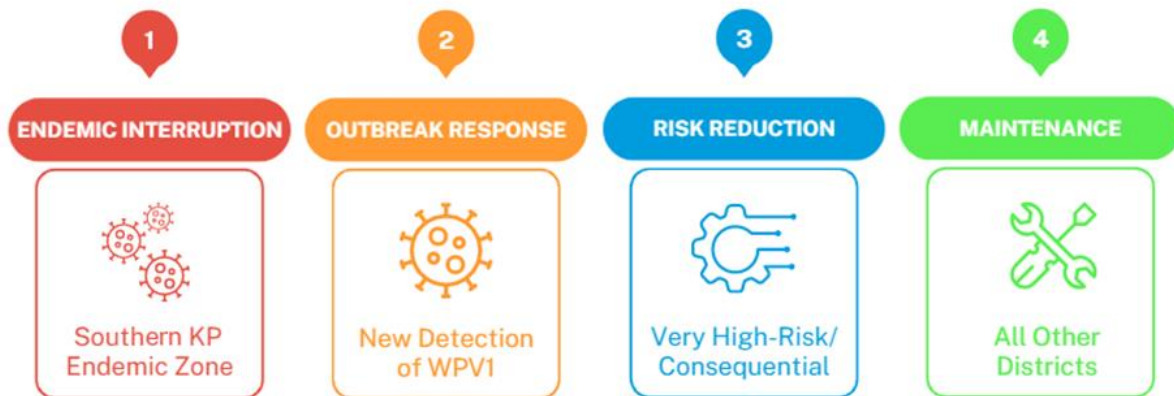 1
ENDEMIC INTERRUPTION
Southern KP
Endemic Zone
2
OUTBREAK RESPONSE
New Detection
of WPV1
3
RISK REDUCTION
Very High-Risk/
Consequential
4
MAINTENANCE
All Other
Districts